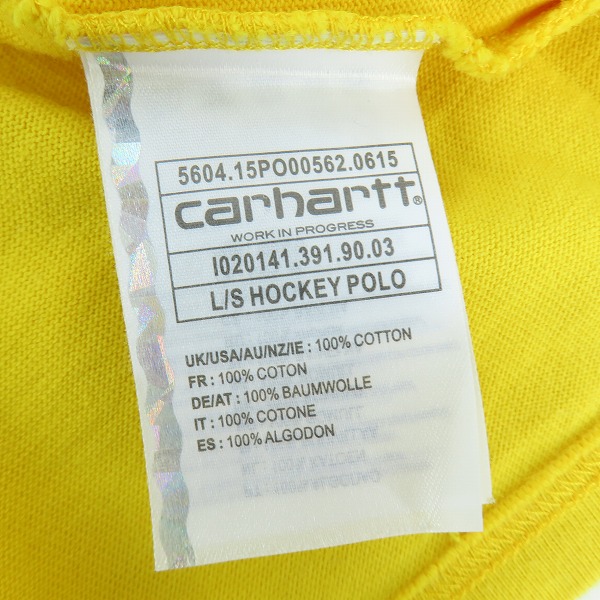 5604.15PO00562.0615
carhartt®
WORK IN PROGRESS
I020141.391.90.03
L/S HOCKEY POLO
UK/USA/AU/NZ/IE : 100% COTTON
FR : 100% COTON
DE/AT : 100% BAUMWOLLE
IT : 100% COTONE
ES : 100% ALGODON